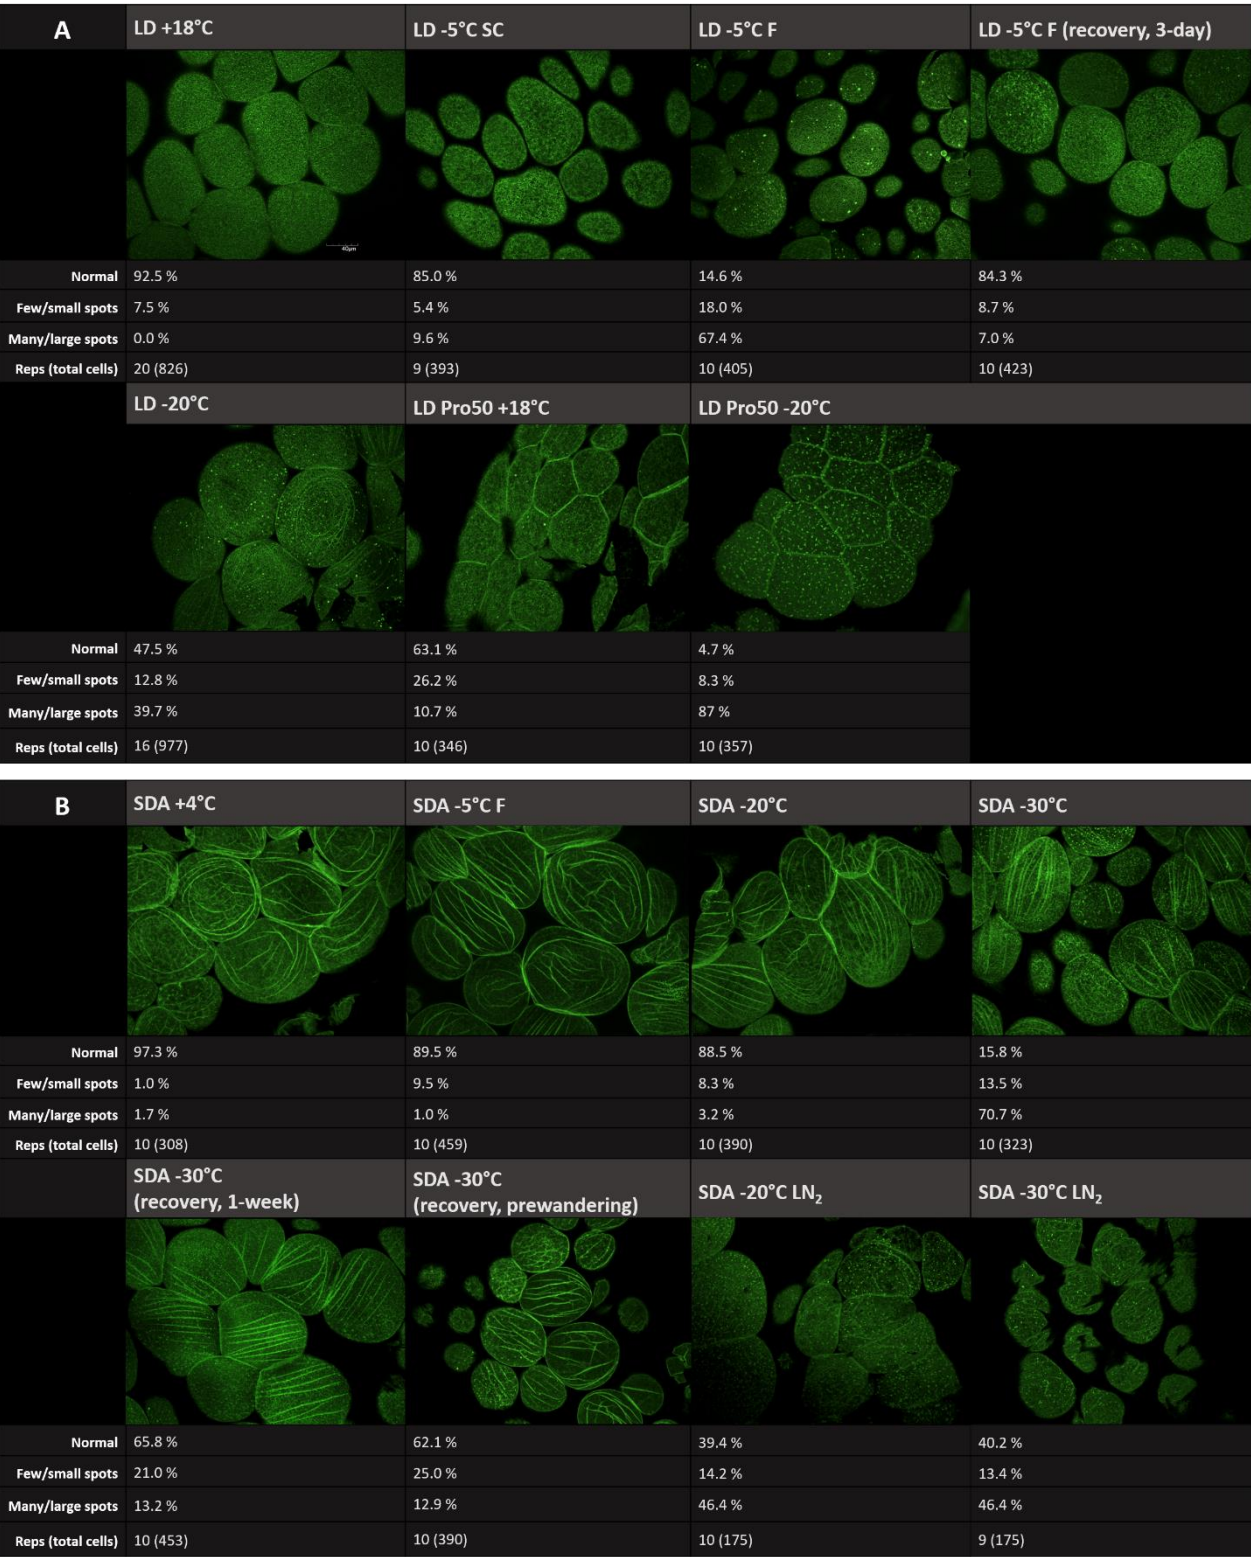 A LD +18°C LD -5°C SC LD -5°C F LD -5°C F (recovery, 3-day)
40µm
Normal 92.5 % 85.0 % 14.6 % 84.3 %
Few/small spots 7.5 % 5.4 % 18.0 % 8.7 %
Many/large spots 0.0 % 9.6 % 67.4 % 7.0 %
Reps (total cells) 20 (826) 9 (393) 10 (405) 10 (423)
LD -20°C LD Pro50 +18°C LD Pro50 -20°C
Normal 47.5 % 63.1 % 4.7 %
Few/small spots 12.8 % 26.2 % 8.3 %
Many/large spots 39.7 % 10.7 % 87 %
Reps (total cells) 16 (977) 10 (346) 10 (357)
B SDA +4°C SDA -5°C F SDA -20°C SDA -30°C
Normal 97.3 % 89.5 % 88.5 % 15.8 %
Few/small spots 1.0 % 9.5 % 8.3 % 13.5 %
Many/large spots 1.7 % 1.0 % 3.2 % 70.7 %
Reps (total cells) 10 (308) 10 (459) 10 (390) 10 (323)
SDA -30°C
(recovery, 1-week)
SDA -30°C
(recovery, prewandering)
SDA -20°C LN₂ SDA -30°C LN₂
Normal 65.8 % 62.1 % 39.4 % 40.2 %
Few/small spots 21.0 % 25.0 % 14.2 % 13.4 %
Many/large spots 13.2 % 12.9 % 46.4 % 46.4 %
Reps (total cells) 10 (453) 10 (390) 10 (175) 9 (175)